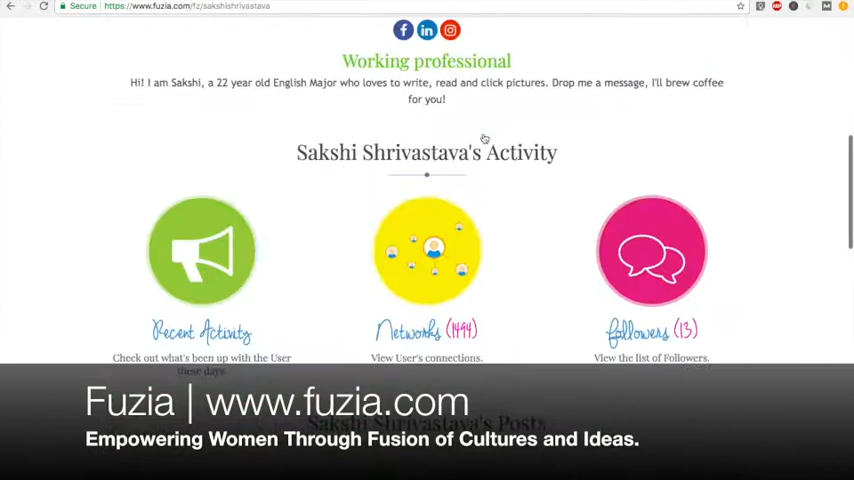 Secure | https://www.fuzia.com/fz/sakshishrivastava
Working professional
Hi! I am Sakshi, a 22 year old English Major who loves to write, read and click pictures. Drop me a message, I'll brew coffee
for you!
Sakshi Shrivastava's Activity
Recent Activity
Networks (1494)
Followers (13)
Check out what's been up with the User
these days.
View User's connections.
View the list of Followers.
Fuzia | www.fuzia.com
Sakshi Shrivastava's Posts
Empowering Women Through Fusion of Cultures and Ideas.